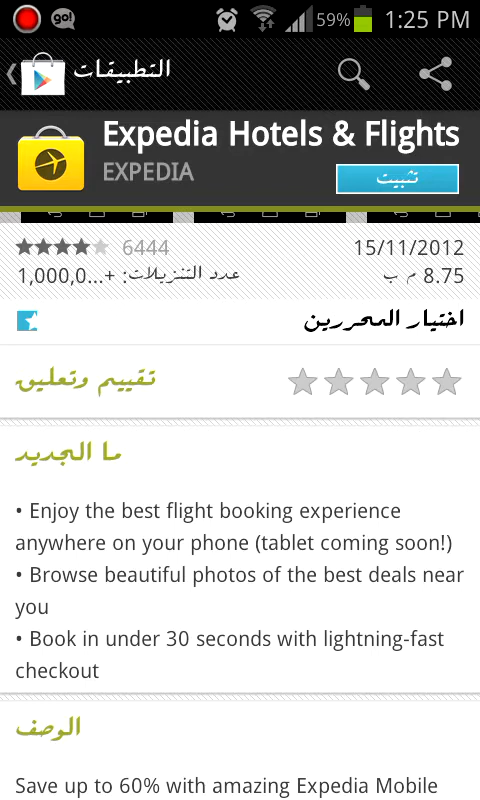 go!
59%
1:25 PM
التطبيقات
Expedia Hotels & Flights
EXPEDIA
تثبيت
6444
15/11/2012
عدد التنزيلات: +...1,000,0
8.75 م ب
اختيار المحررين
تقييم وتعليق
ما الجديد
• Enjoy the best flight booking experience
anywhere on your phone (tablet coming soon!)
• Browse beautiful photos of the best deals near
you
• Book in under 30 seconds with lightning-fast
checkout
الوصف
Save up to 60% with amazing Expedia Mobile